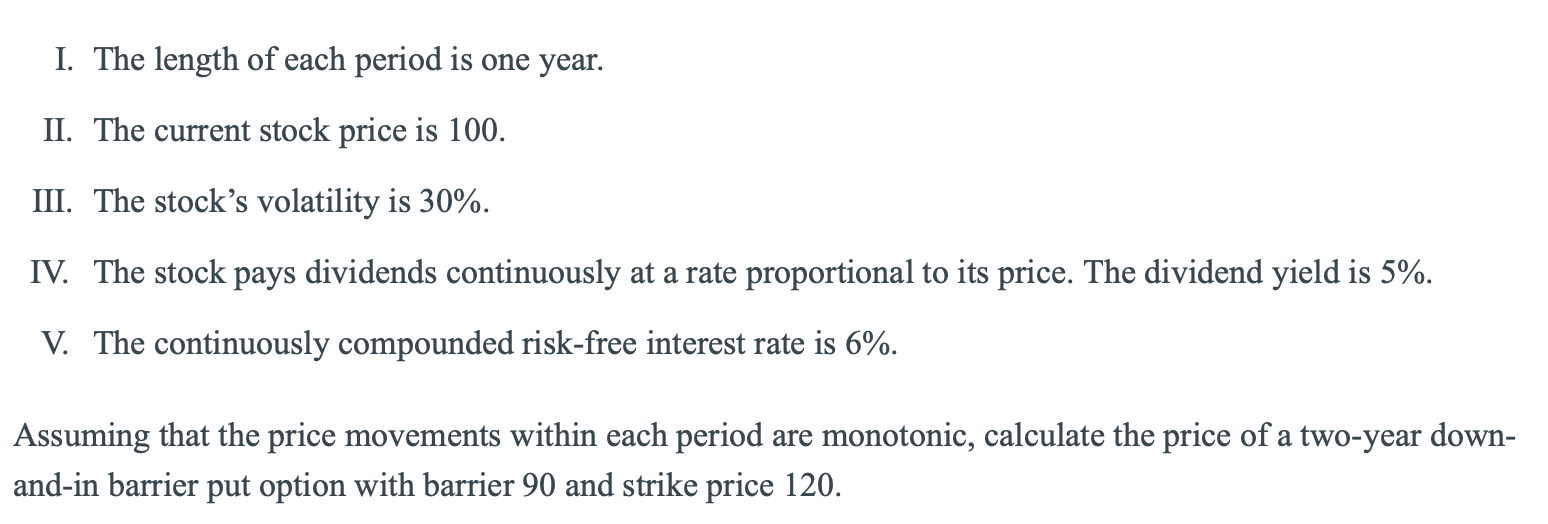 I. The length of each period is one year.
II. The current stock price is 100.
III. The stock’s volatility is 30%.
IV. The stock pays dividends continuously at a rate proportional to its price. The dividend yield is 5%.
V. The continuously compounded risk-free interest rate is 6%.
Assuming that the price movements within each period are monotonic, calculate the price of a two-year down-
and-in barrier put option with barrier 90 and strike price 120.